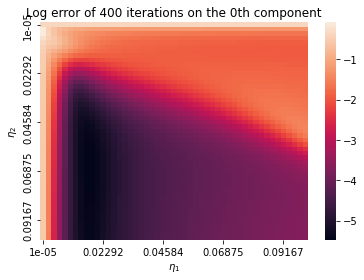 Log error of 400 iterations on the 0th component
1e-05
0.02292
0.04584
0.06875
0.09167
η₂
1e-05 0.02292 0.04584 0.06875 0.09167
η₁
−1
−2
−3
−4
−5